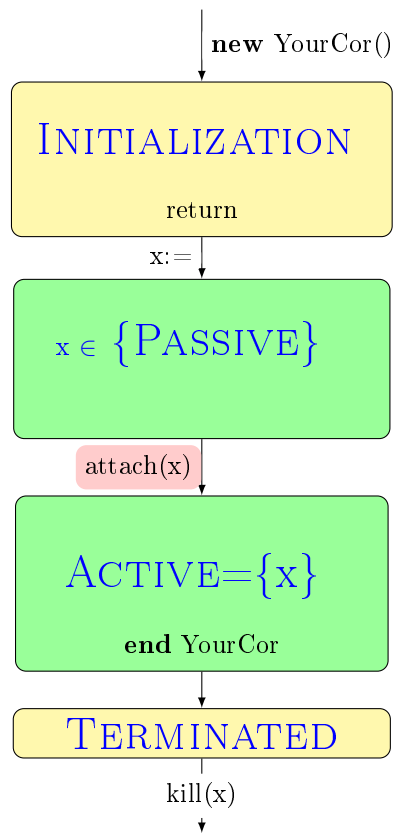 new YourCor()
INITIALIZATION
return
x:=
x ∈ {PASSIVE}
attach(x)
ACTIVE={x}
end YourCor
TERMINATED
kill(x)